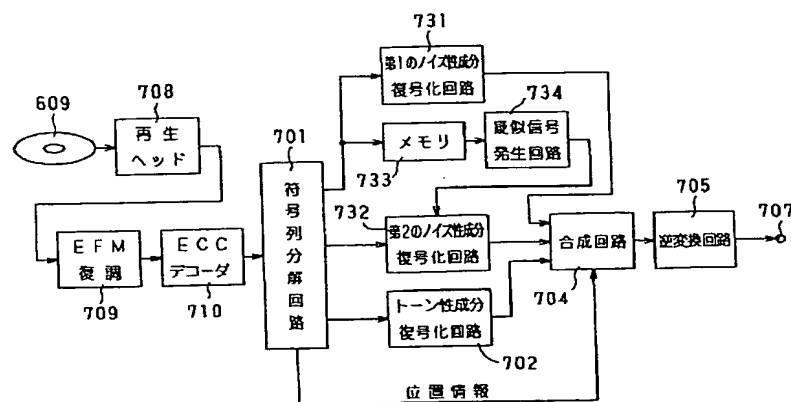 731
第1のノイズ性成分
復号化回路
734
疑似信号
発生回路
609
708
再生
ヘッド
701
符号列分解回路
メモリ
733
732
第2のノイズ性成分
復号化回路
705
707
EFM
復調
709
ECC
デコーダ
710
合成回路
704
逆変換回路
トーン性成分
復号化回路
702
位置情報